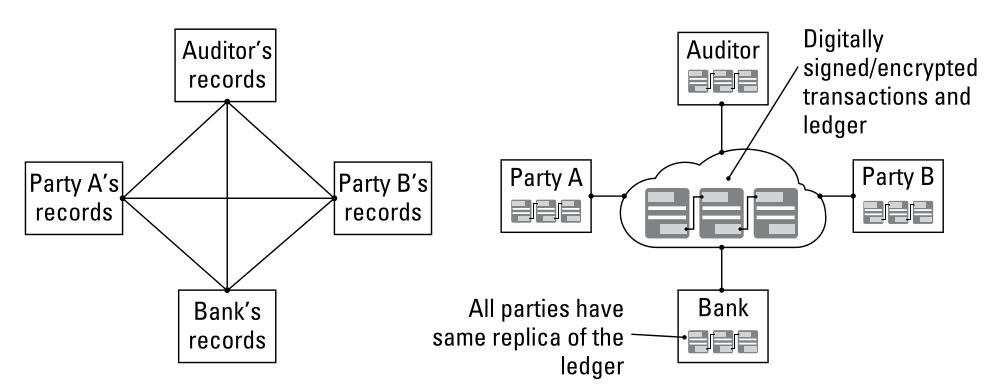 Auditor's
records
Party A's
records
Party B's
records
Bank's
records
Auditor
Digitally
signed/encrypted
transactions and
ledger
Party A
Party B
Bank
All parties have
same replica of the
ledger